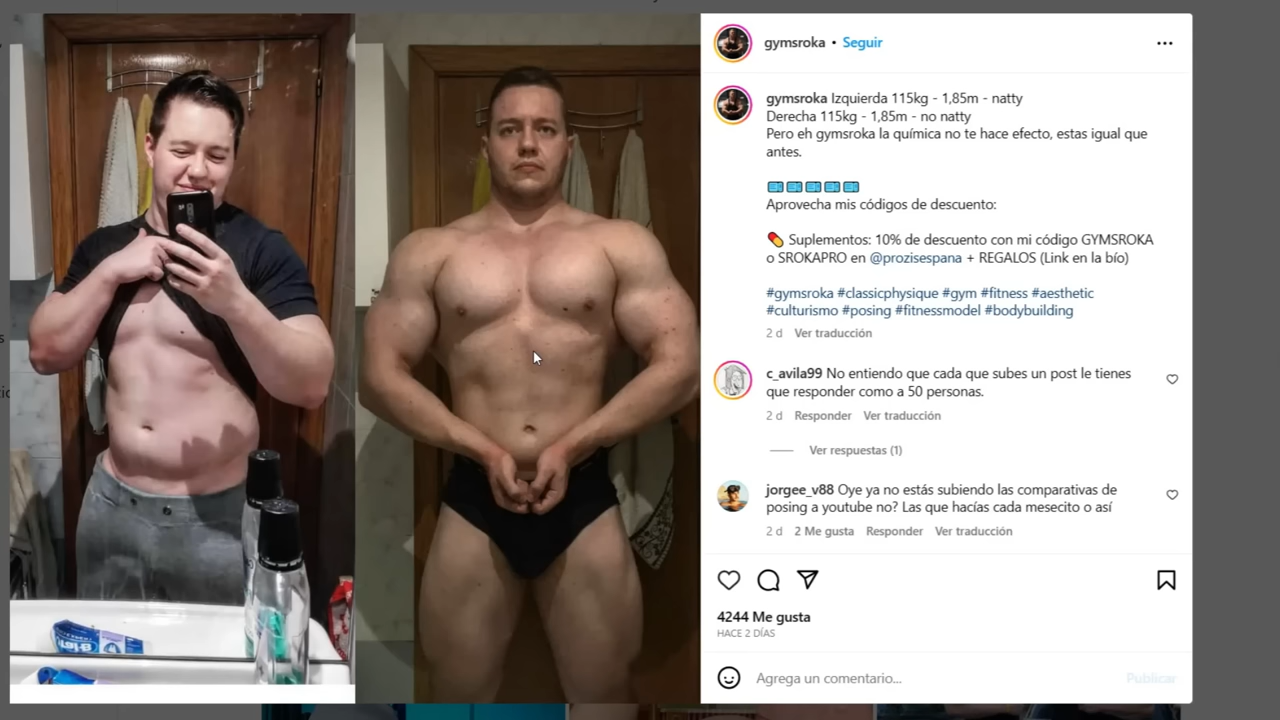 gymsroka • Seguir
gymsroka Izquierda 115kg - 1,85m - natty
Derecha 115kg - 1,85m - no natty
Pero eh gymsroka la química no te hace efecto, estas igual que
antes.
Aprovecha mis códigos de descuento:
💊 Suplementos: 10% de descuento con mi código GYMSROKA
o SROKAPRO en @prozisespana + REGALOS (Link en la bío)
#gymsroka #classicphysique #gym #fitness #aesthetic
#culturismo #posing #fitnessmodel #bodybuilding
2 d Ver traducción
c_avila99 No entiendo que cada que subes un post le tienes
que responder como a 50 personas.
2 d Responder Ver traducción
Ver respuestas (1)
jorgee_v88 Oye ya no estás subiendo las comparativas de
posing a youtube no? Las que hacías cada mesecito o así
2 d 2 Me gusta Responder Ver traducción
4244 Me gusta
HACE 2 DÍAS
Agrega un comentario...
Publicar